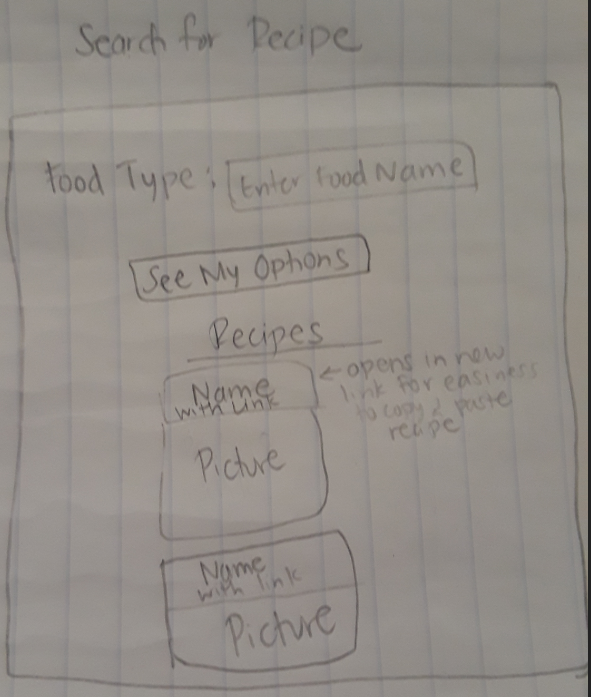 Search for Recipe
Food Type: Enter Food Name
See My Options
Recipes
Name
with Link
← opens in new
link for easiness
to copy & paste
recipe
Picture
Name
with link
Picture